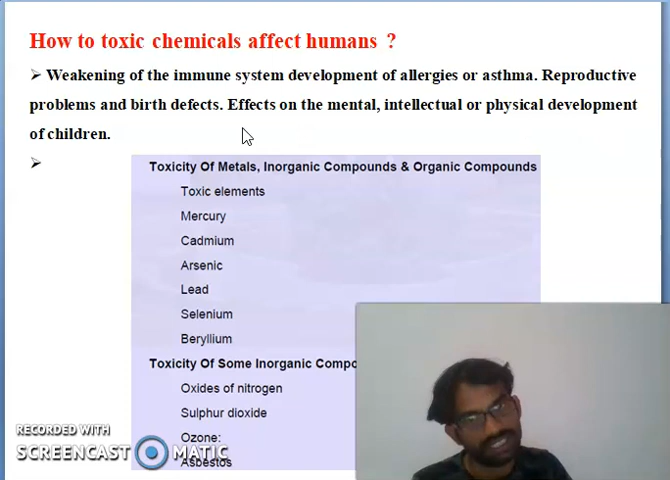 How to toxic chemicals affect humans ?
➢ Weakening of the immune system development of allergies or asthma. Reproductive
problems and birth defects. Effects on the mental, intellectual or physical development
of children.
➢
Toxicity Of Metals, Inorganic Compounds & Organic Compounds
Toxic elements
Mercury
Cadmium
Arsenic
Lead
Selenium
Beryllium
Toxicity Of Some Inorganic Compo
Oxides of nitrogen
Sulphur dioxide
Ozone:
Asbestos
RECORDED WITH
SCREENCAST MATIC